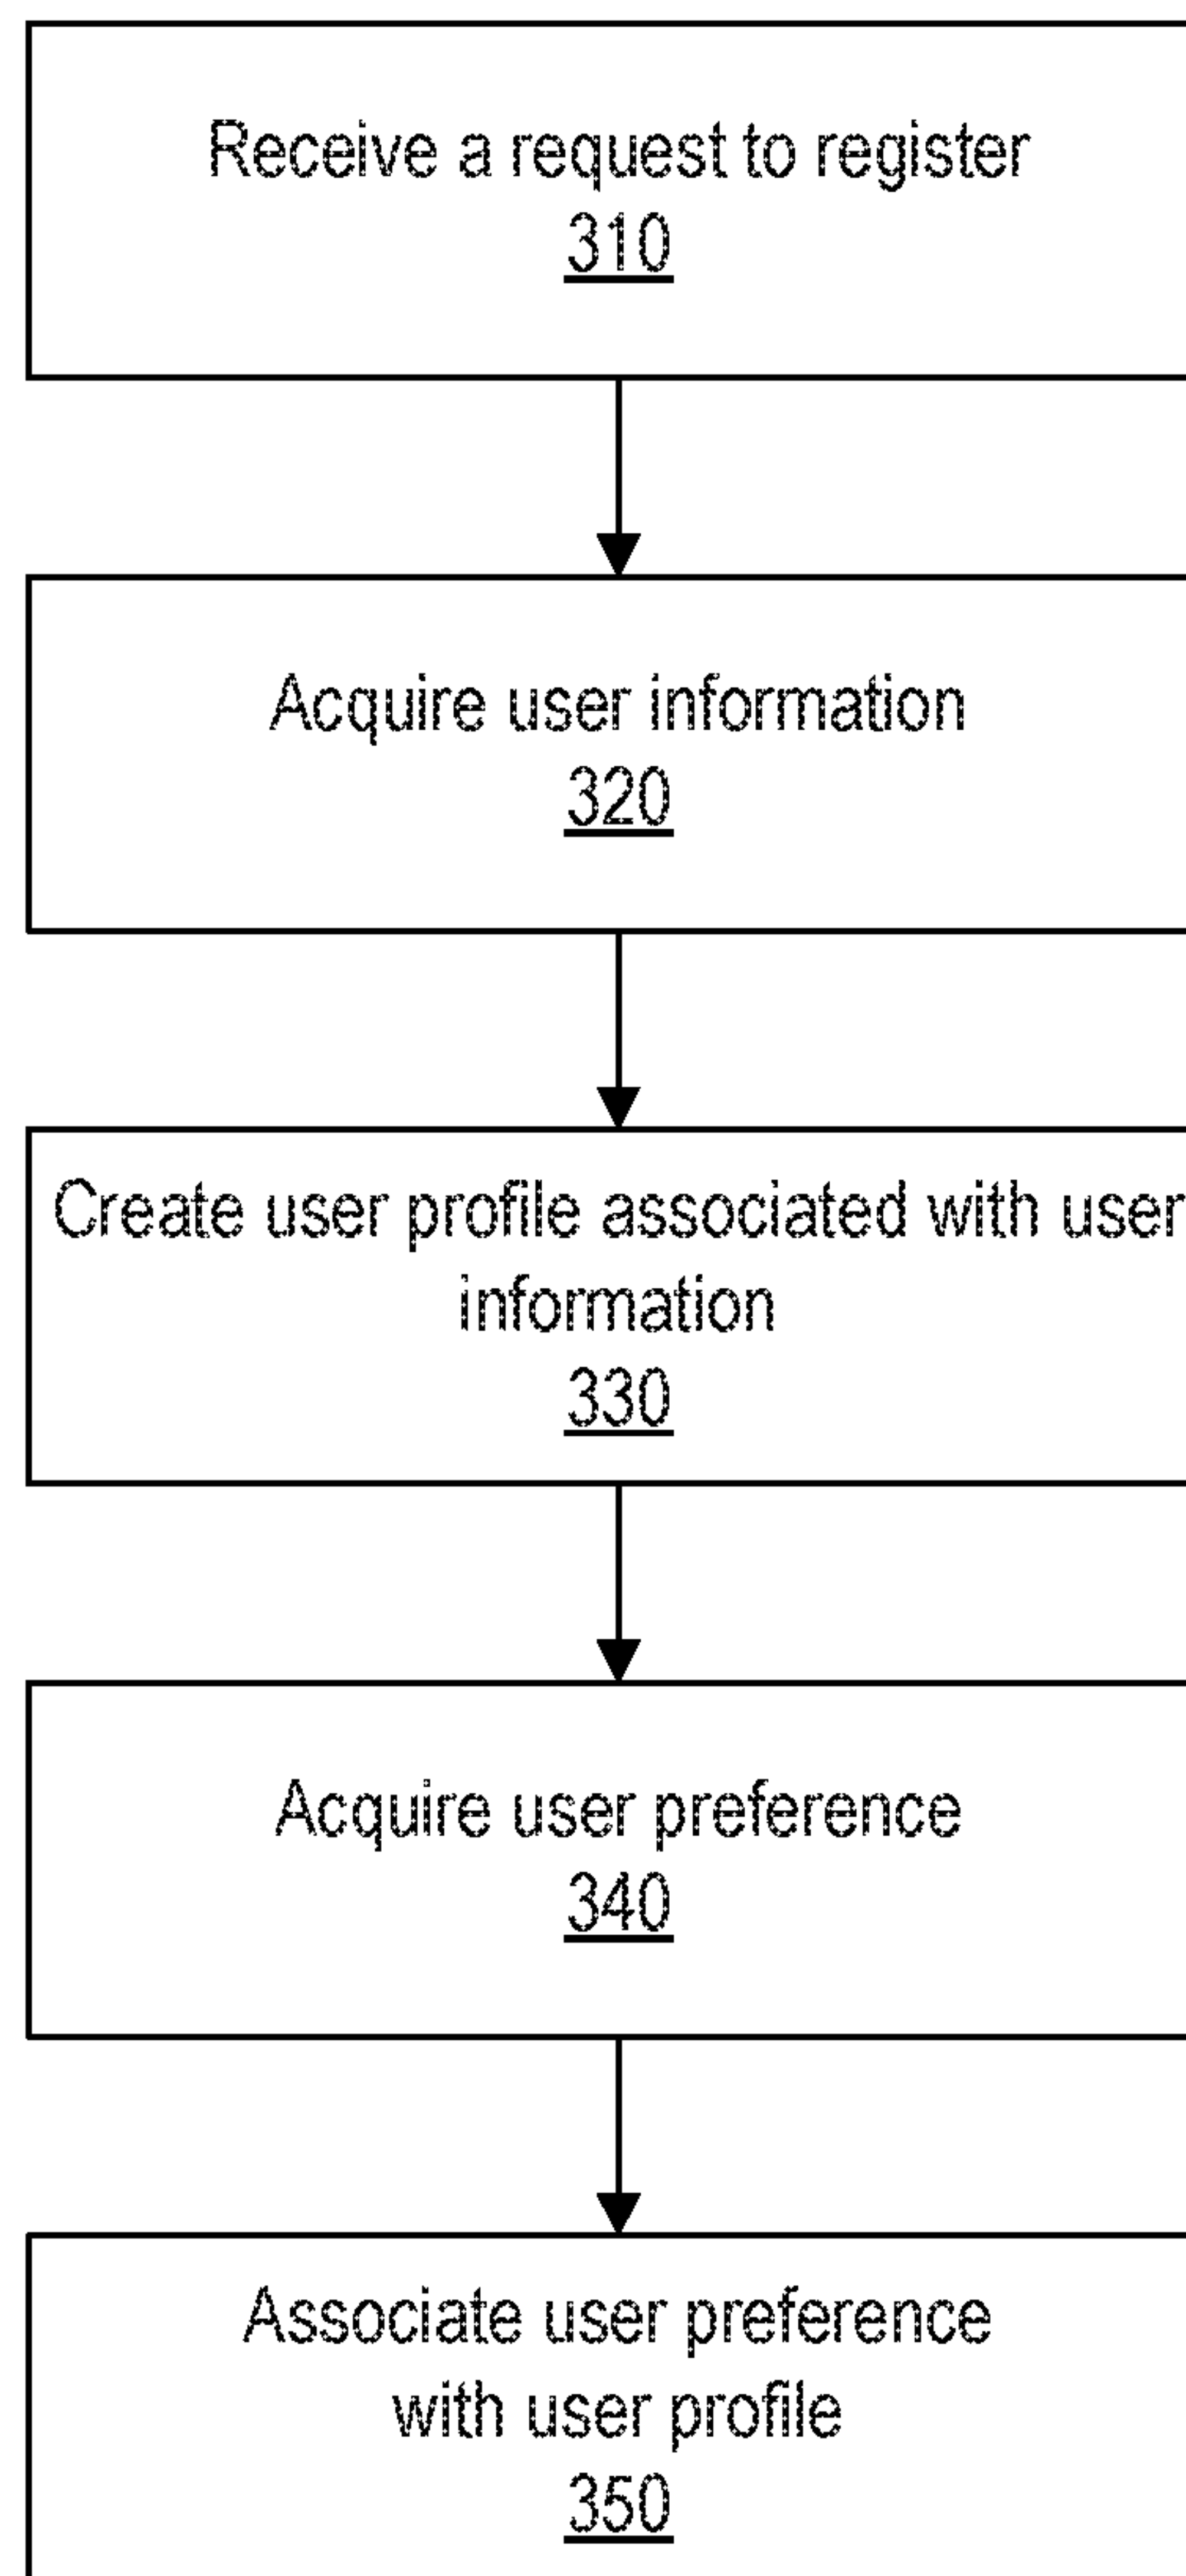 Receive a request to register
310
Acquire user information
320
Create user profile associated with user
information
330
Acquire user preference
340
Associate user preference
with user profile
350